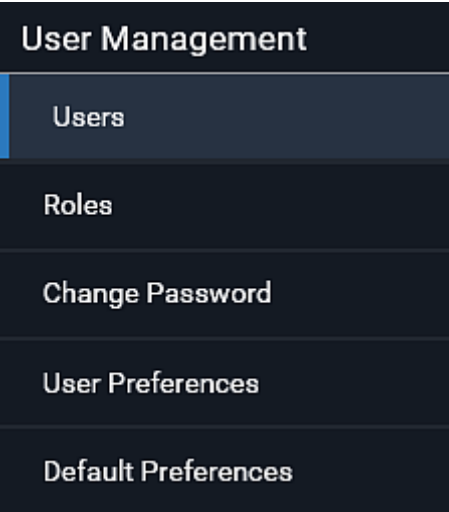 User Management
Users
Roles
Change Password
User Preferences
Default Preferences